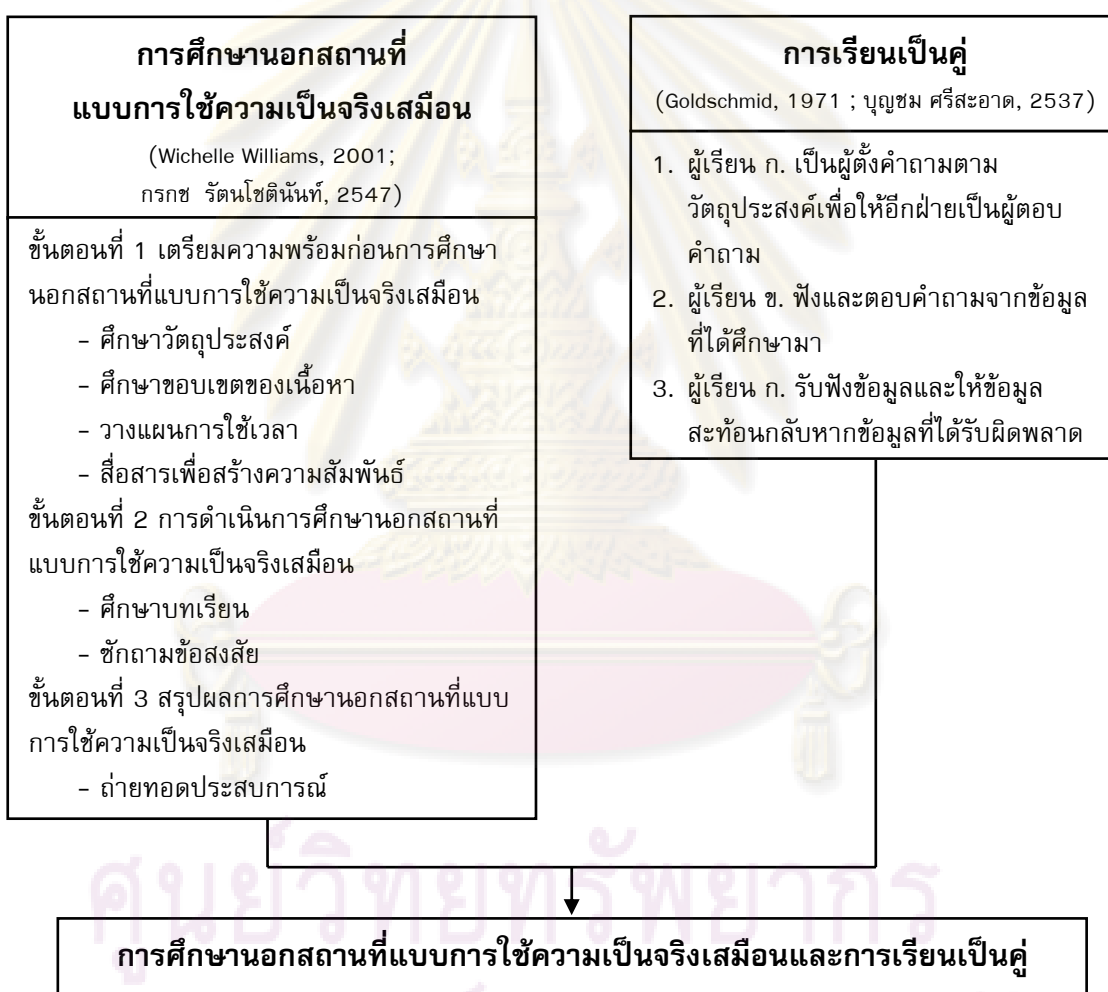 การศึกษานอกสถานที่
แบบการใช้ความเป็นจริงเสมือน
(Wichelle Williams, 2001;
กรกช รัตนโชตินันท์, 2547)
ขั้นตอนที่ 1 เตรียมความพร้อมก่อนการศึกษา
นอกสถานที่แบบการใช้ความเป็นจริงเสมือน
- ศึกษาวัตถุประสงค์
- ศึกษาขอบเขตของเนื้อหา
- วางแผนการใช้เวลา
- สื่อสารเพื่อสร้างความสัมพันธ์
ขั้นตอนที่ 2 การดำเนินการศึกษานอกสถานที่
แบบการใช้ความเป็นจริงเสมือน
- ศึกษาบทเรียน
- ซักถามข้อสงสัย
ขั้นตอนที่ 3 สรุปผลการศึกษานอกสถานที่แบบ
การใช้ความเป็นจริงเสมือน
- ถ่ายทอดประสบการณ์
การเรียนเป็นคู่
(Goldschmid, 1971 ; บุญชม ศรีสะอาด, 2537)
1. ผู้เรียน ก. เป็นผู้ตั้งคำถามตาม
วัตถุประสงค์เพื่อให้อีกฝ่ายเป็นผู้ตอบ
คำถาม
2. ผู้เรียน ข. ฟังและตอบคำถามจากข้อมูล
ที่ได้ศึกษามา
3. ผู้เรียน ก. รับฟังข้อมูลและให้ข้อมูล
สะท้อนกลับหากข้อมูลที่ได้รับผิดพลาด
ศูนย์วิทยทรัพยากร
การศึกษานอกสถานที่แบบการใช้ความเป็นจริงเสมือนและการเรียนเป็นคู่